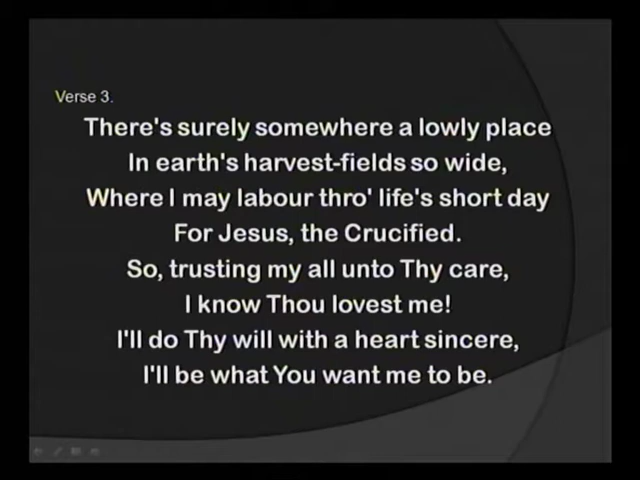 Verse 3.
There's surely somewhere a lowly place
In earth's harvest-fields so wide,
Where I may labour thro' life's short day
For Jesus, the Crucified.
So, trusting my all unto Thy care,
I know Thou lovest me!
I'll do Thy will with a heart sincere,
I'll be what You want me to be.